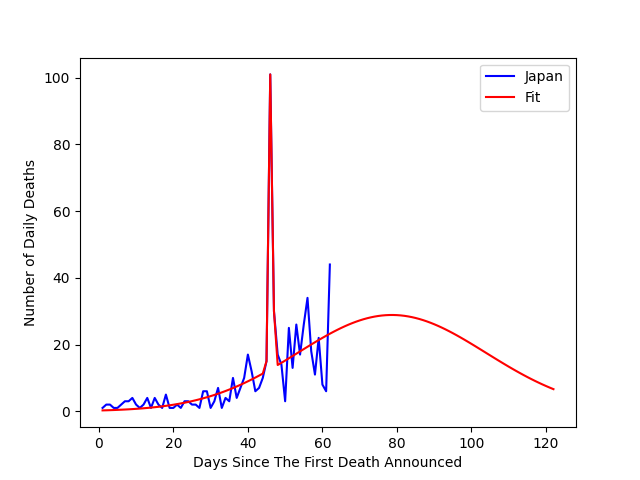 Japan
Fit
100
80
60
40
20
0
Number of Daily Deaths
0 20 40 60 80 100 120
Days Since The First Death Announced